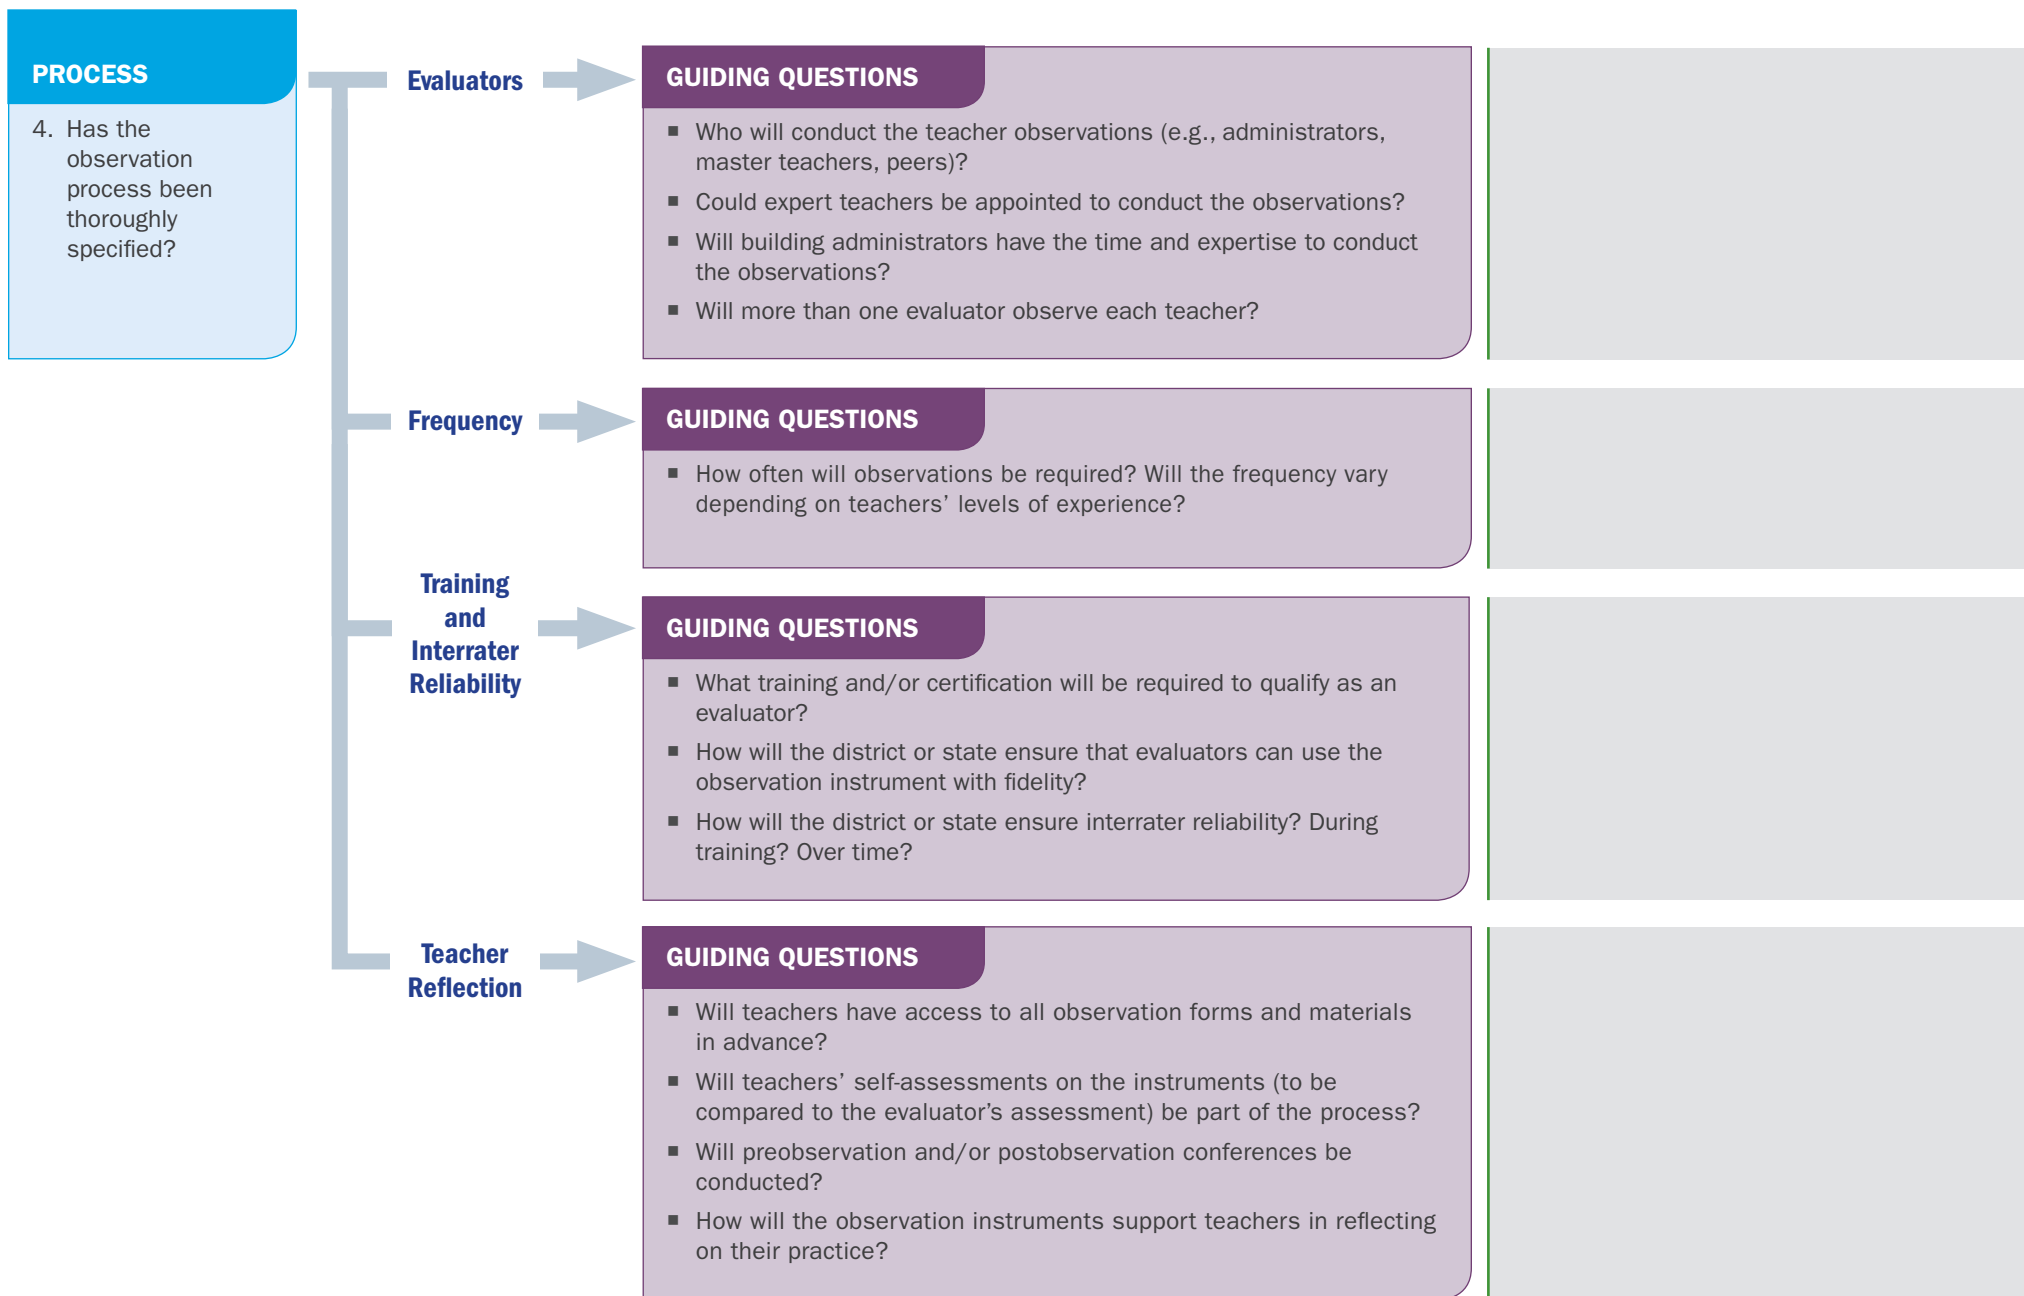 PROCESS
4. Has the
observation
process been
thoroughly
specified?
Evaluators
GUIDING QUESTIONS
■ Who will conduct the teacher observations (e.g., administrators,
master teachers, peers)?
■ Could expert teachers be appointed to conduct the observations?
■ Will building administrators have the time and expertise to conduct
the observations?
■ Will more than one evaluator observe each teacher?
Frequency
GUIDING QUESTIONS
■ How often will observations be required? Will the frequency vary
depending on teachers’ levels of experience?
Training
and
Interrater
Reliability
GUIDING QUESTIONS
■ What training and/or certification will be required to qualify as an
evaluator?
■ How will the district or state ensure that evaluators can use the
observation instrument with fidelity?
■ How will the district or state ensure interrater reliability? During
training? Over time?
Teacher
Reflection
GUIDING QUESTIONS
■ Will teachers have access to all observation forms and materials
in advance?
■ Will teachers’ self-assessments on the instruments (to be
compared to the evaluator’s assessment) be part of the process?
■ Will preobservation and/or postobservation conferences be
conducted?
■ How will the observation instruments support teachers in reflecting
on their practice?